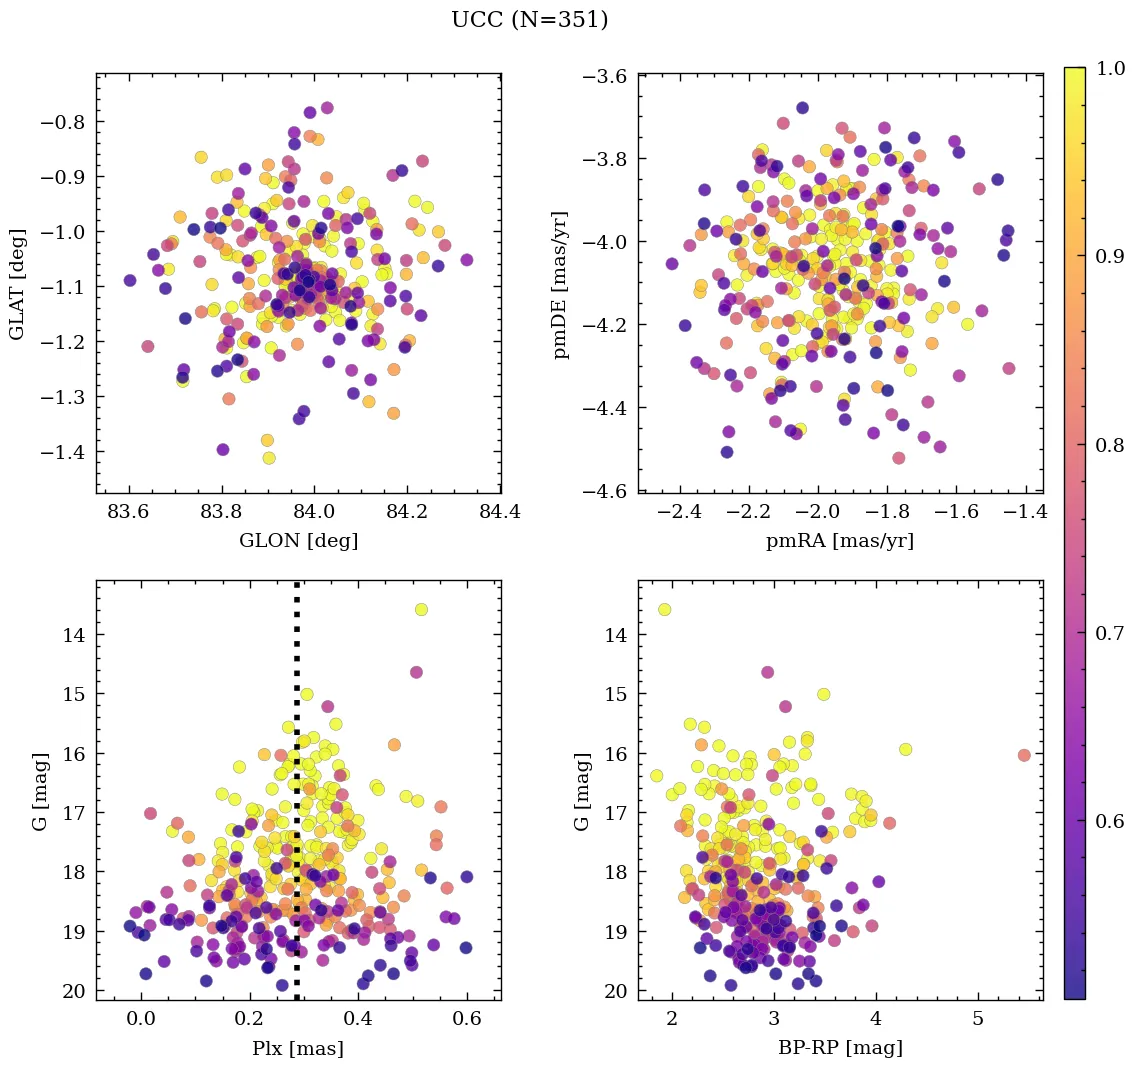 UCC (N=351)
−0.8
−0.9
−1.0
−1.1
−1.2
−1.3
−1.4
GLAT [deg]
83.6 83.8 84.0 84.2 84.4
GLON [deg]
−3.6
−3.8
−4.0
−4.2
−4.4
−4.6
pmDE [mas/yr]
−2.4 −2.2 −2.0 −1.8 −1.6 −1.4
pmRA [mas/yr]
1.0
0.9
0.8
0.7
0.6
14
15
16
17
18
19
20
G [mag]
0.0 0.2 0.4 0.6
Plx [mas]
14
15
16
17
18
19
20
G [mag]
2 3 4 5
BP-RP [mag]